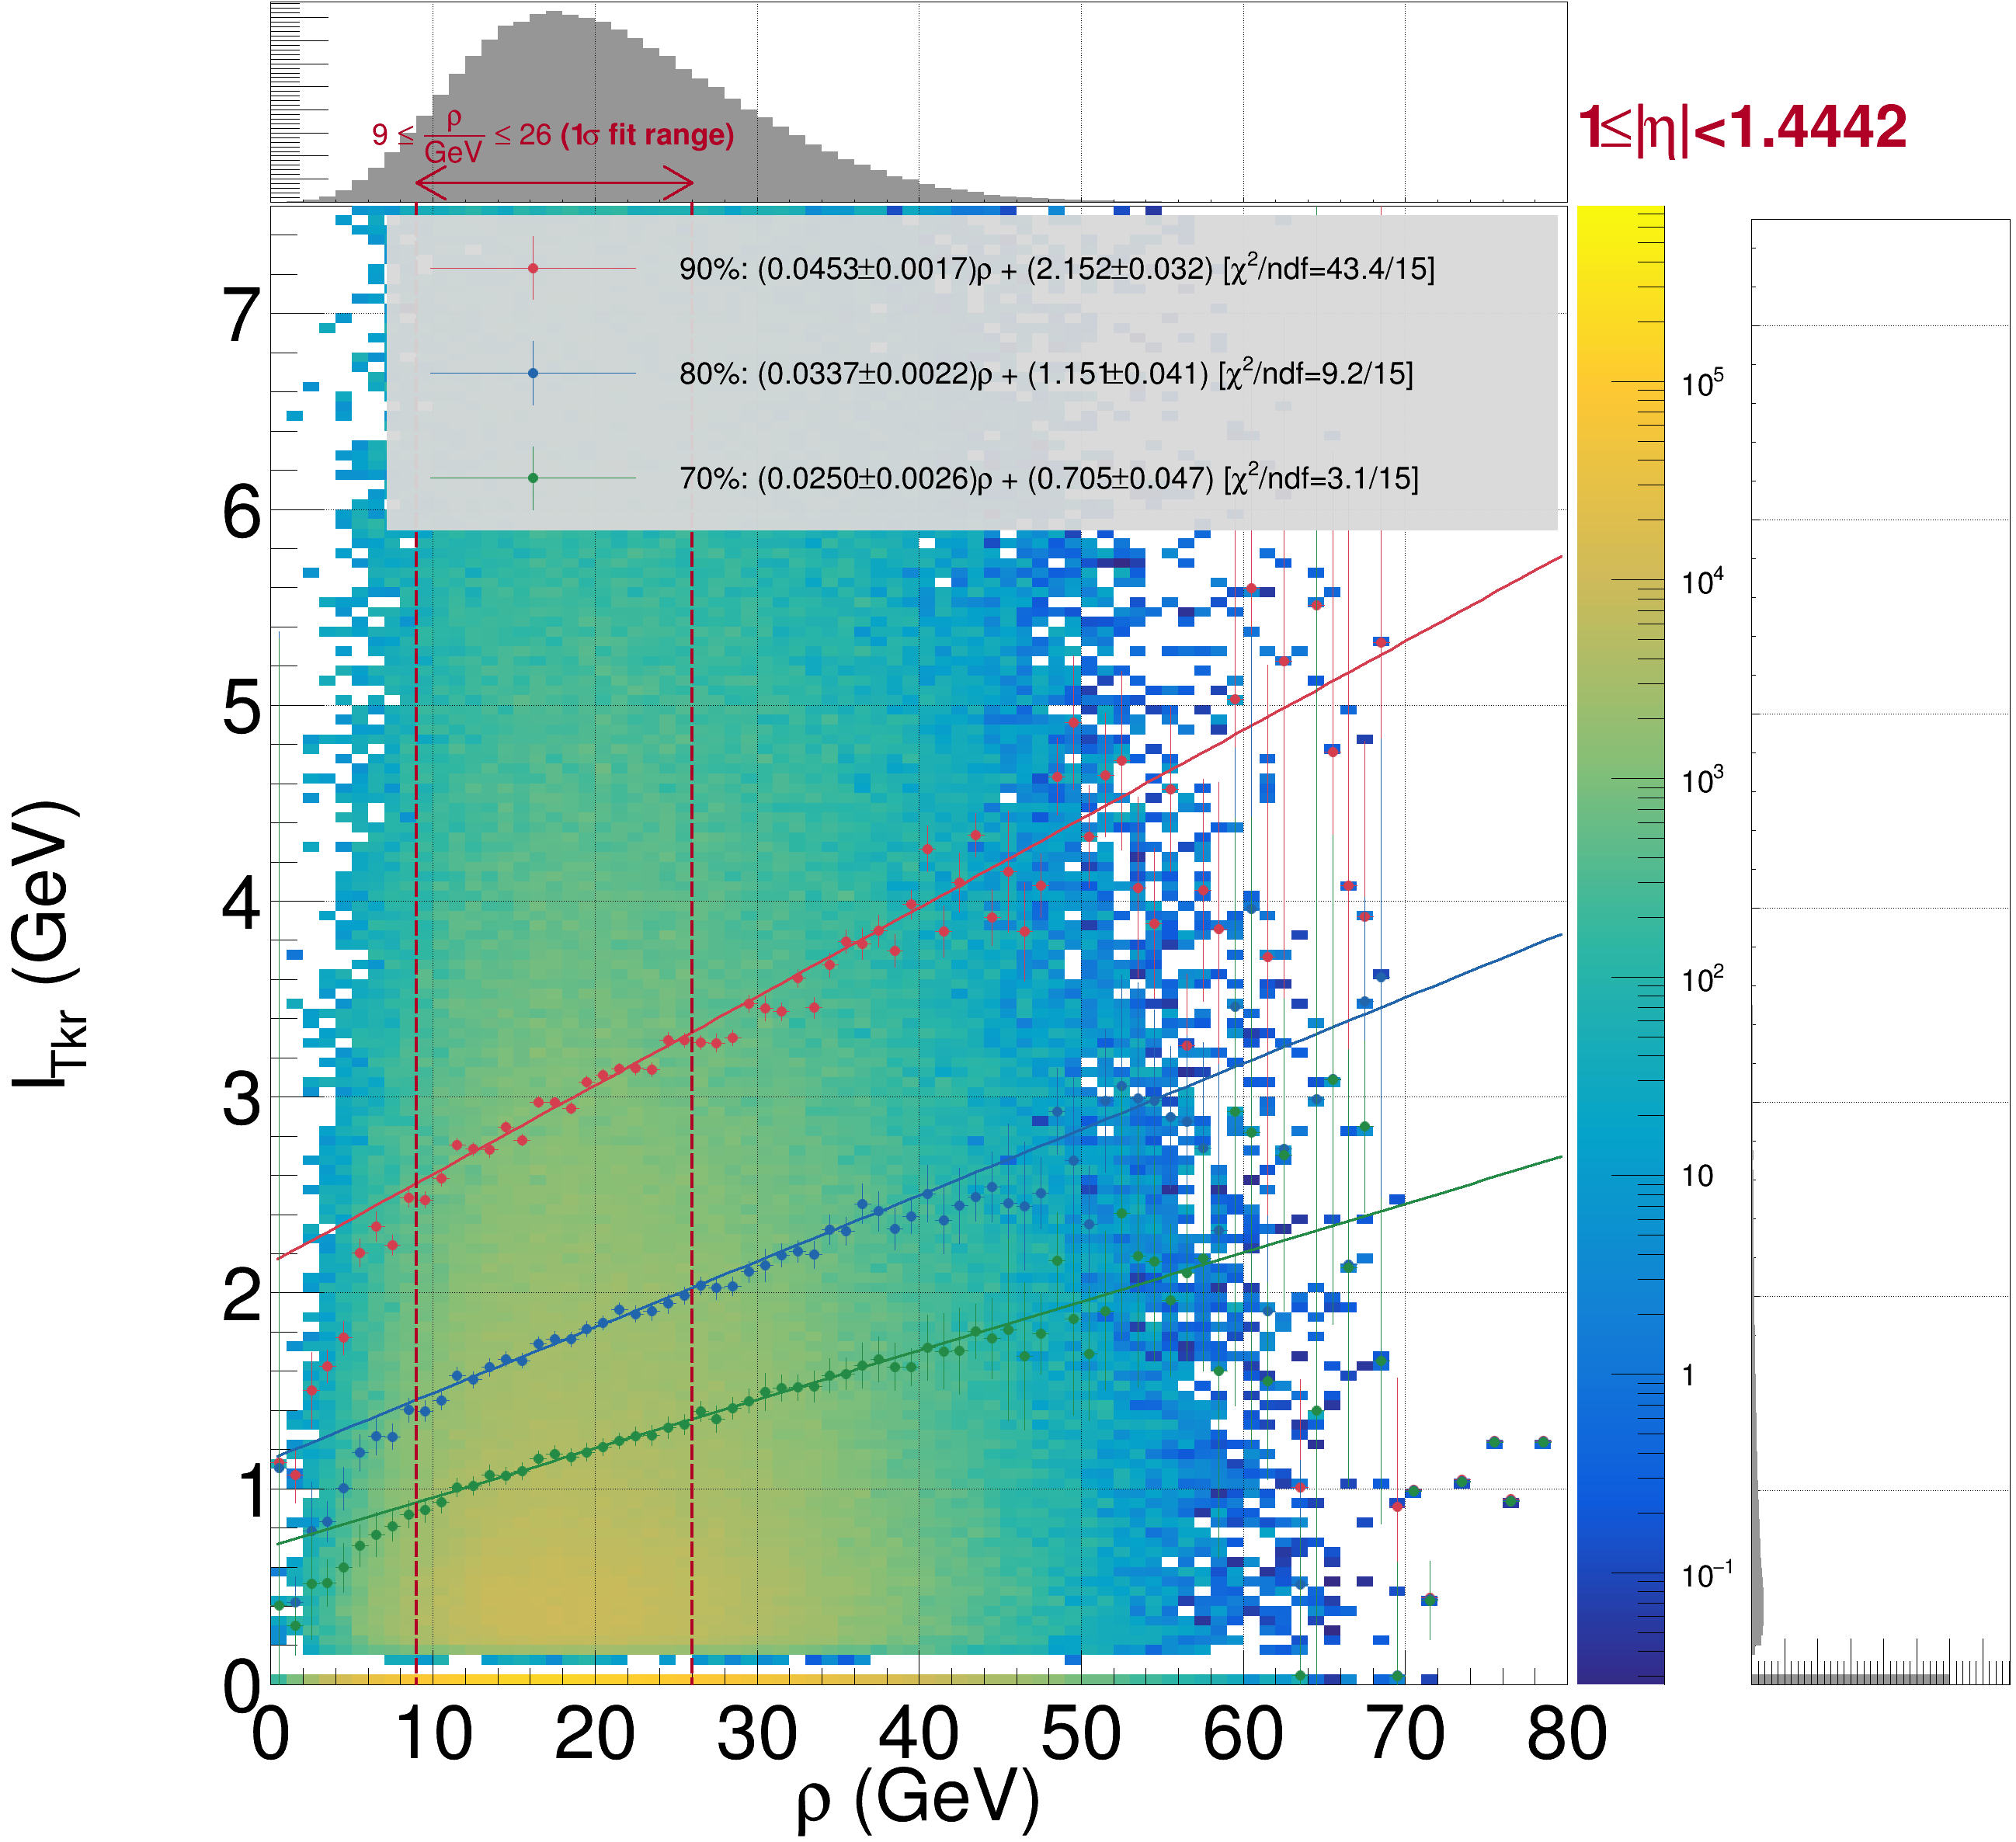 9 ≤ ρ/GeV ≤ 26 (1σ fit range)
1≤|η|<1.4442
90%: (0.0453±0.0017)ρ + (2.152±0.032) [χ²/ndf=43.4/15]
80%: (0.0337±0.0022)ρ + (1.151±0.041) [χ²/ndf=9.2/15]
70%: (0.0250±0.0026)ρ + (0.705±0.047) [χ²/ndf=3.1/15]
I_Tkr (GeV)
7
6
5
4
3
2
1
0
0 10 20 30 40 50 60 70 80
ρ (GeV)
10⁵
10⁴
10³
10²
10
1
10⁻¹